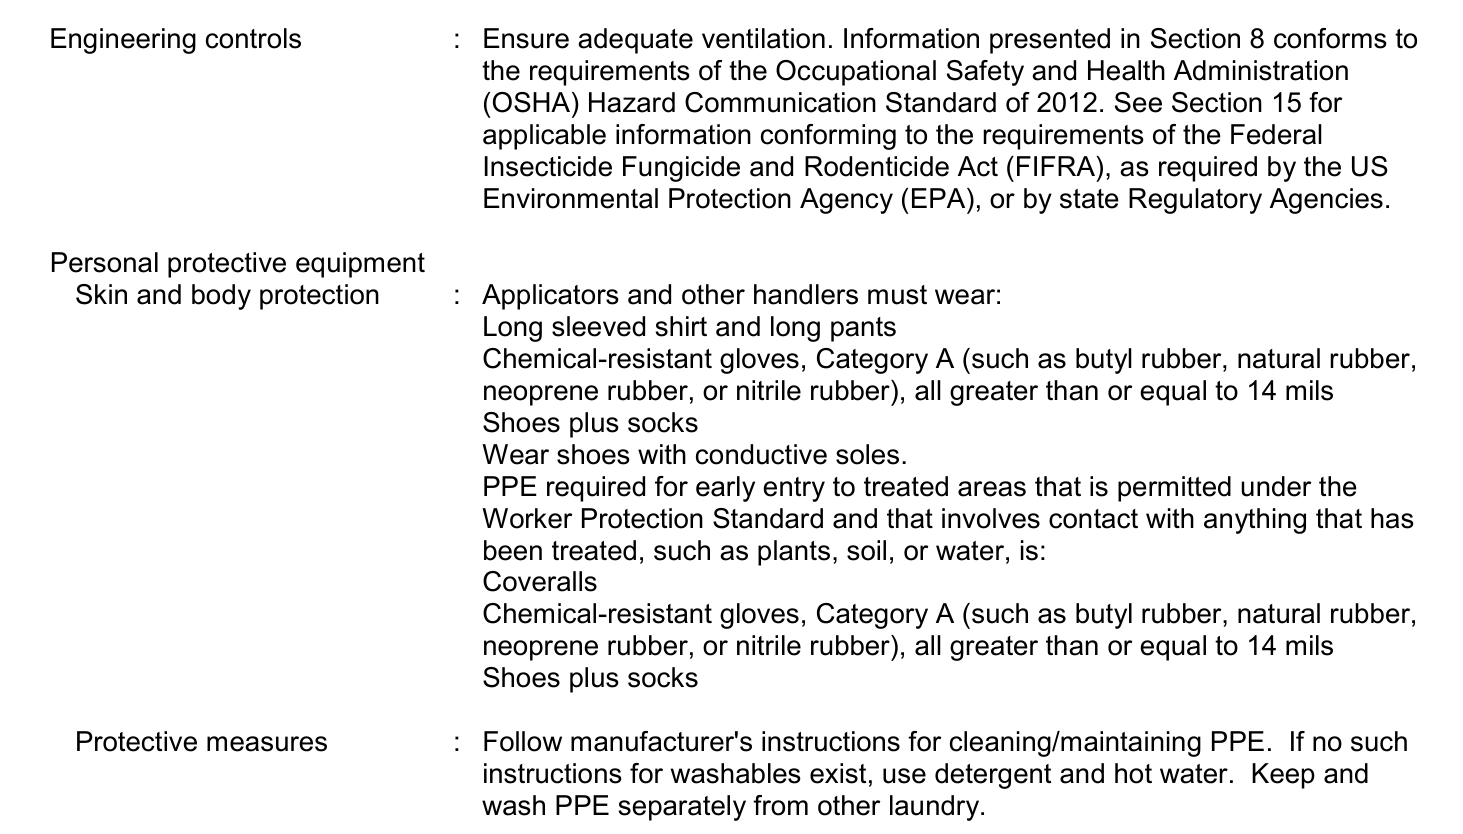 Engineering controls : Ensure adequate ventilation. Information presented in Section 8 conforms to
the requirements of the Occupational Safety and Health Administration
(OSHA) Hazard Communication Standard of 2012. See Section 15 for
applicable information conforming to the requirements of the Federal
Insecticide Fungicide and Rodenticide Act (FIFRA), as required by the US
Environmental Protection Agency (EPA), or by state Regulatory Agencies.
Personal protective equipment
Skin and body protection : Applicators and other handlers must wear:
Long sleeved shirt and long pants
Chemical-resistant gloves, Category A (such as butyl rubber, natural rubber,
neoprene rubber, or nitrile rubber), all greater than or equal to 14 mils
Shoes plus socks
Wear shoes with conductive soles.
PPE required for early entry to treated areas that is permitted under the
Worker Protection Standard and that involves contact with anything that has
been treated, such as plants, soil, or water, is:
Coveralls
Chemical-resistant gloves, Category A (such as butyl rubber, natural rubber,
neoprene rubber, or nitrile rubber), all greater than or equal to 14 mils
Shoes plus socks
Protective measures : Follow manufacturer's instructions for cleaning/maintaining PPE.  If no such
instructions for washables exist, use detergent and hot water.  Keep and
wash PPE separately from other laundry.